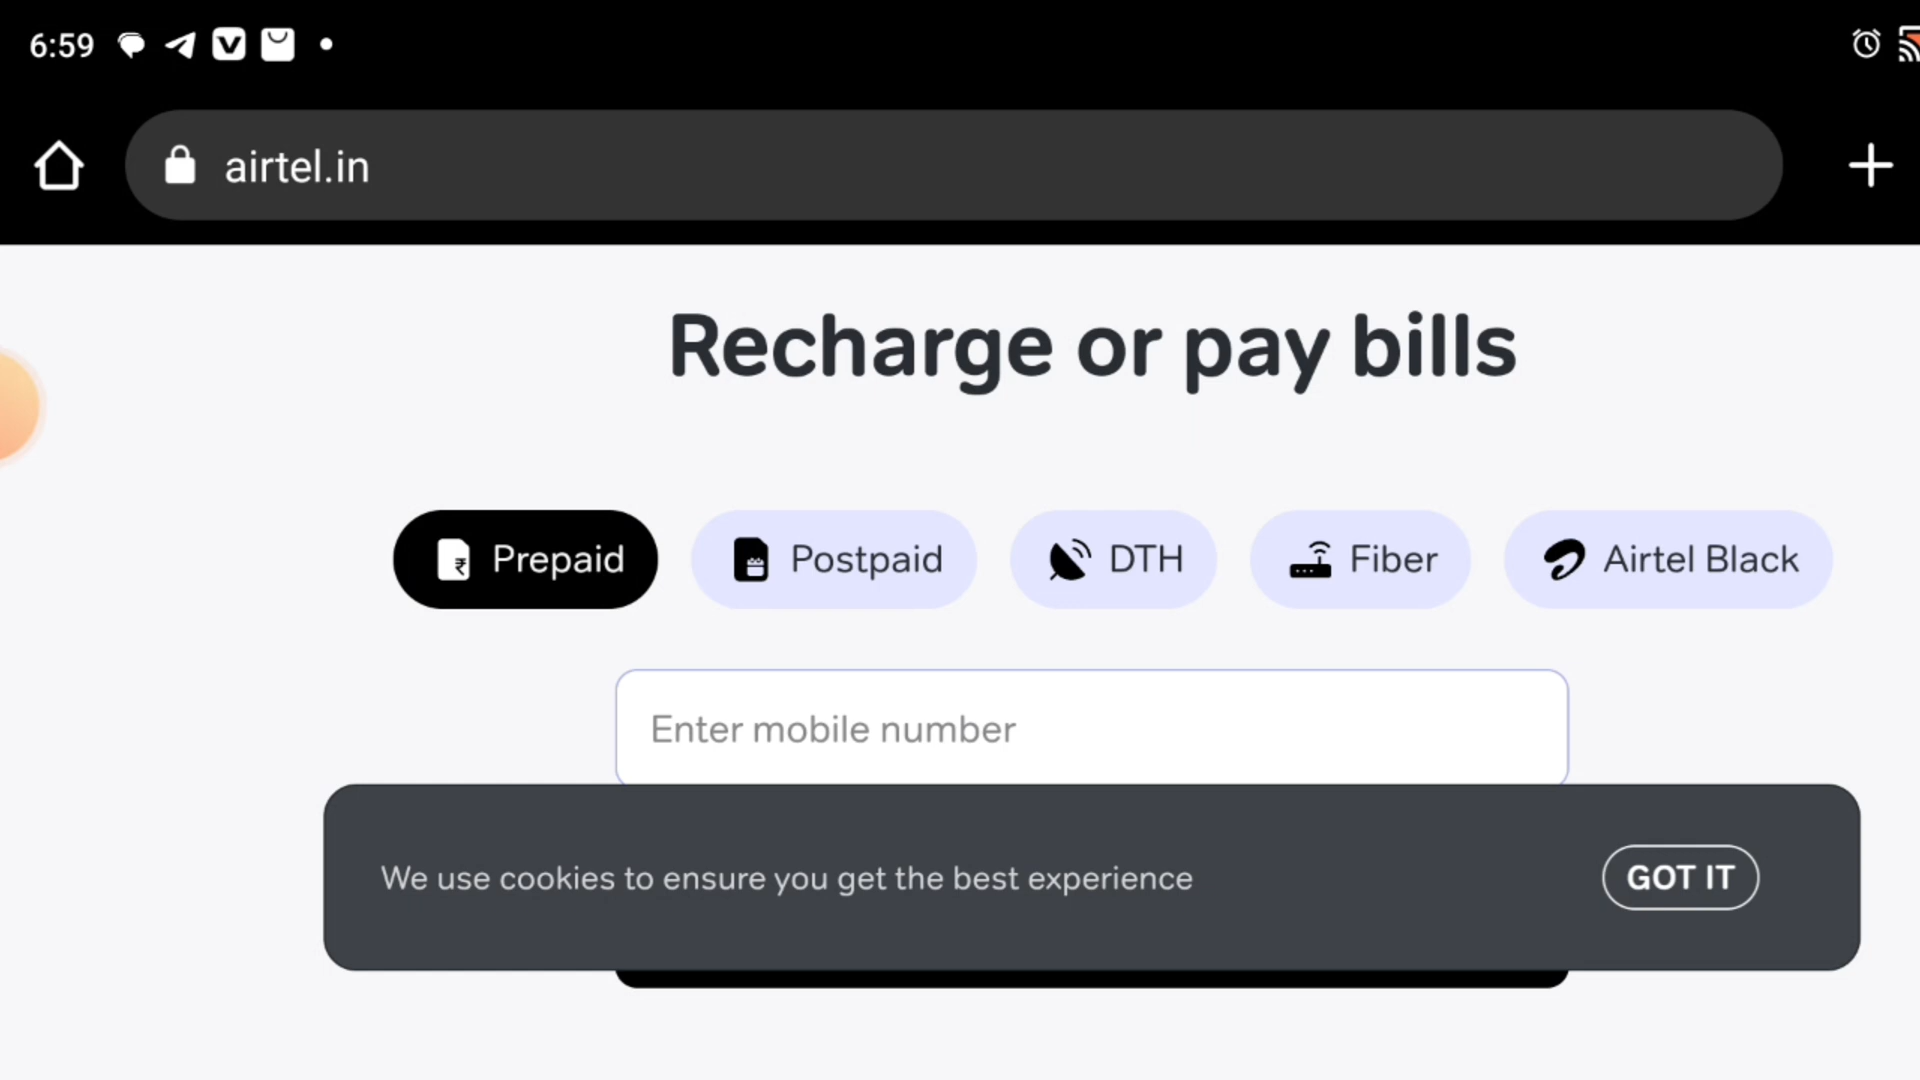 6:59
airtel.in
Recharge or pay bills
Prepaid Postpaid DTH Fiber Airtel Black
Enter mobile number
We use cookies to ensure you get the best experience GOT IT